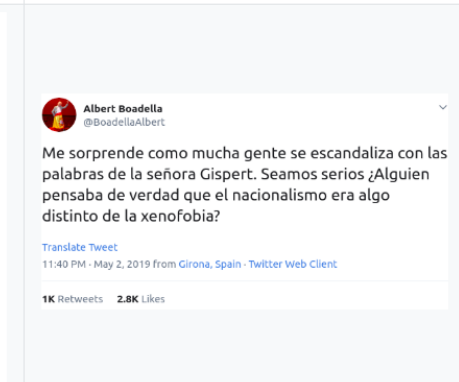 Albert Boadella
@BoadellaAlbert
Me sorprende como mucha gente se escandaliza con las
palabras de la señora Gispert. Seamos serios ¿Alguien
pensaba de verdad que el nacionalismo era algo
distinto de la xenofobia?
Translate Tweet
11:40 PM · May 2, 2019 from Girona, Spain · Twitter Web Client
1K Retweets 2.8K Likes